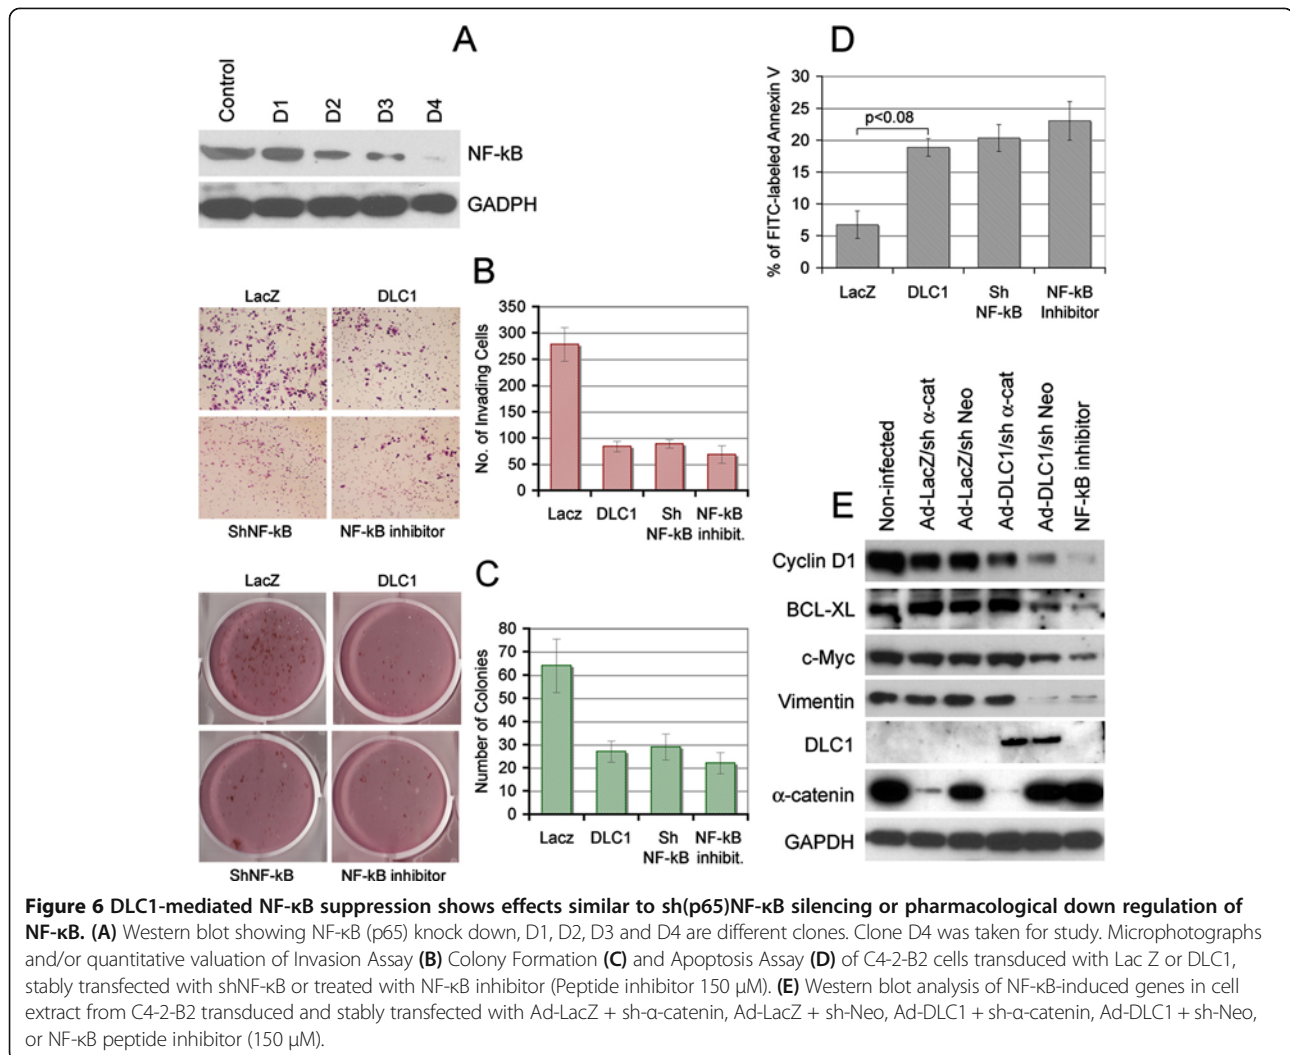 A
Control
D1
D2
D3
D4
NF-kB
GADPH
B
LacZ
DLC1
ShNF-kB
NF-kB inhibitor
No. of Invading Cells
350
300
250
200
150
100
50
0
Lacz
DLC1
Sh
NF-kB
NF-kB
inhibit.
C
LacZ
DLC1
ShNF-kB
NF-kB inhibitor
Number of Colonies
80
70
60
50
40
30
20
10
0
Lacz
DLC1
Sh
NF-kB
NF-kB
inhibit.
D
% of FITC-labeled Annexin V
30
25
20
15
10
5
0
p<0.08
LacZ
DLC1
Sh
NF-kB
NF-kB
Inhibitor
E
Non-infected
Ad-LacZ/sh α-cat
Ad-LacZ/sh Neo
Ad-DLC1/sh α-cat
Ad-DLC1/sh Neo
NF-kB inhibitor
Cyclin D1
BCL-XL
c-Myc
Vimentin
DLC1
α-catenin
GAPDH
Figure 6 DLC1-mediated NF-κB suppression shows effects similar to sh(p65)NF-κB silencing or pharmacological down regulation of
NF-κB. (A) Western blot showing NF-κB (p65) knock down, D1, D2, D3 and D4 are different clones. Clone D4 was taken for study. Microphotographs
and/or quantitative valuation of Invasion Assay (B) Colony Formation (C) and Apoptosis Assay (D) of C4-2-B2 cells transduced with Lac Z or DLC1,
stably transfected with shNF-κB or treated with NF-κB inhibitor (Peptide inhibitor 150 μM). (E) Western blot analysis of NF-κB-induced genes in cell
extract from C4-2-B2 transduced and stably transfected with Ad-LacZ + sh-α-catenin, Ad-LacZ + sh-Neo, Ad-DLC1 + sh-α-catenin, Ad-DLC1 + sh-Neo,
or NF-κB peptide inhibitor (150 μM).